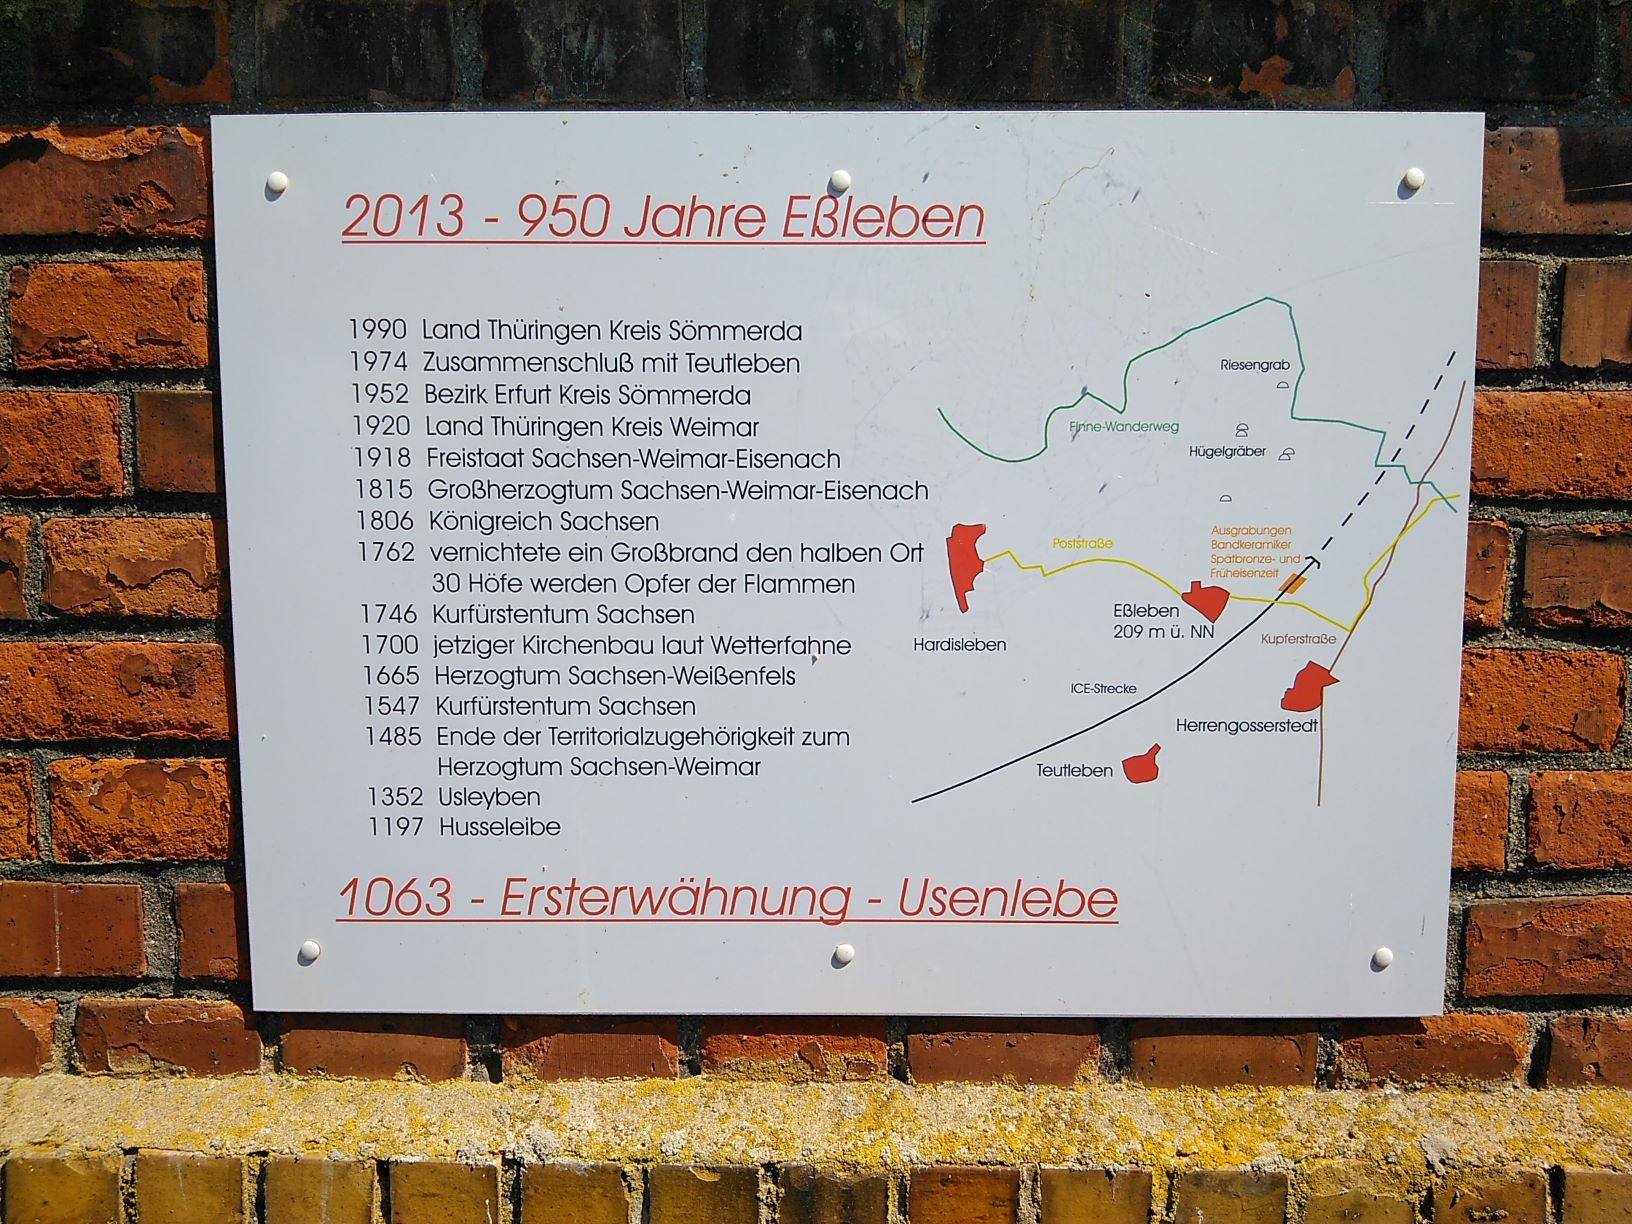 2013 - 950 Jahre Eßleben
1990 Land Thüringen Kreis Sömmerda
1974 Zusammenschluß mit Teutleben
1952 Bezirk Erfurt Kreis Sömmerda
1920 Land Thüringen Kreis Weimar
1918 Freistaat Sachsen-Weimar-Eisenach
1815 Großherzogtum Sachsen-Weimar-Eisenach
1806 Königreich Sachsen
1762 vernichtete ein Großbrand den halben Ort
30 Höfe werden Opfer der Flammen
1746 Kurfürstentum Sachsen
1700 jetziger Kirchenbau laut Wetterfahne
1665 Herzogtum Sachsen-Weißenfels
1547 Kurfürstentum Sachsen
1485 Ende der Territorialzugehörigkeit zum
Herzogtum Sachsen-Weimar
1352 Usleyben
1197 Husseleibe
1063 - Ersterwähnung - Usenlebe
Riesengrab
Finne-Wanderweg
Hügelgräber
Ausgrabungen
Bandkeramiker
Spätbronze- und
Früheisenzeit
Poststraße
Eßleben
209 m ü. NN
Hardisleben
Kupferstraße
ICE-Strecke
Herrengosserstedt
Teutleben